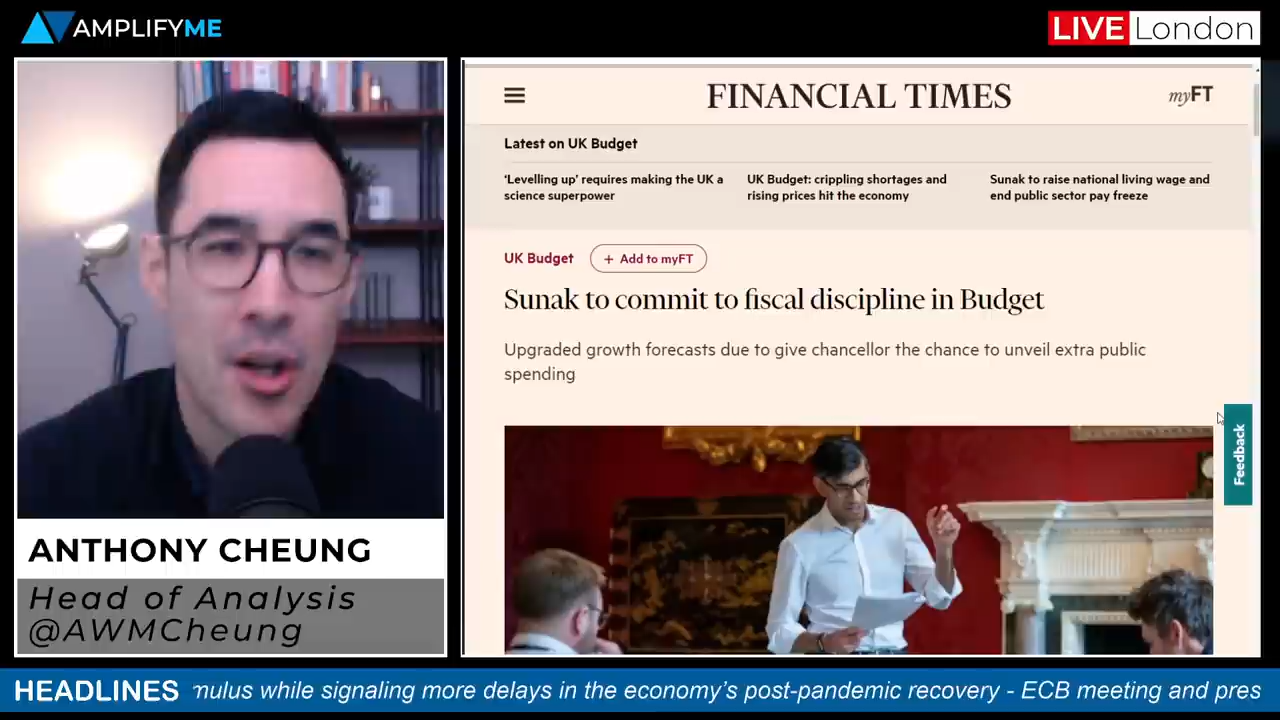 AMPLIFYME
LIVE London
FINANCIAL TIMES
myFT
Latest on UK Budget
‘Levelling up’ requires making the UK a
science superpower
UK Budget: crippling shortages and
rising prices hit the economy
Sunak to raise national living wage and
end public sector pay freeze
UK Budget
+ Add to myFT
Sunak to commit to fiscal discipline in Budget
Upgraded growth forecasts due to give chancellor the chance to unveil extra public
spending
Feedback
ANTHONY CHEUNG
Head of Analysis
@AWMCheung
HEADLINES
mulus while signaling more delays in the economy’s post-pandemic recovery - ECB meeting and pres